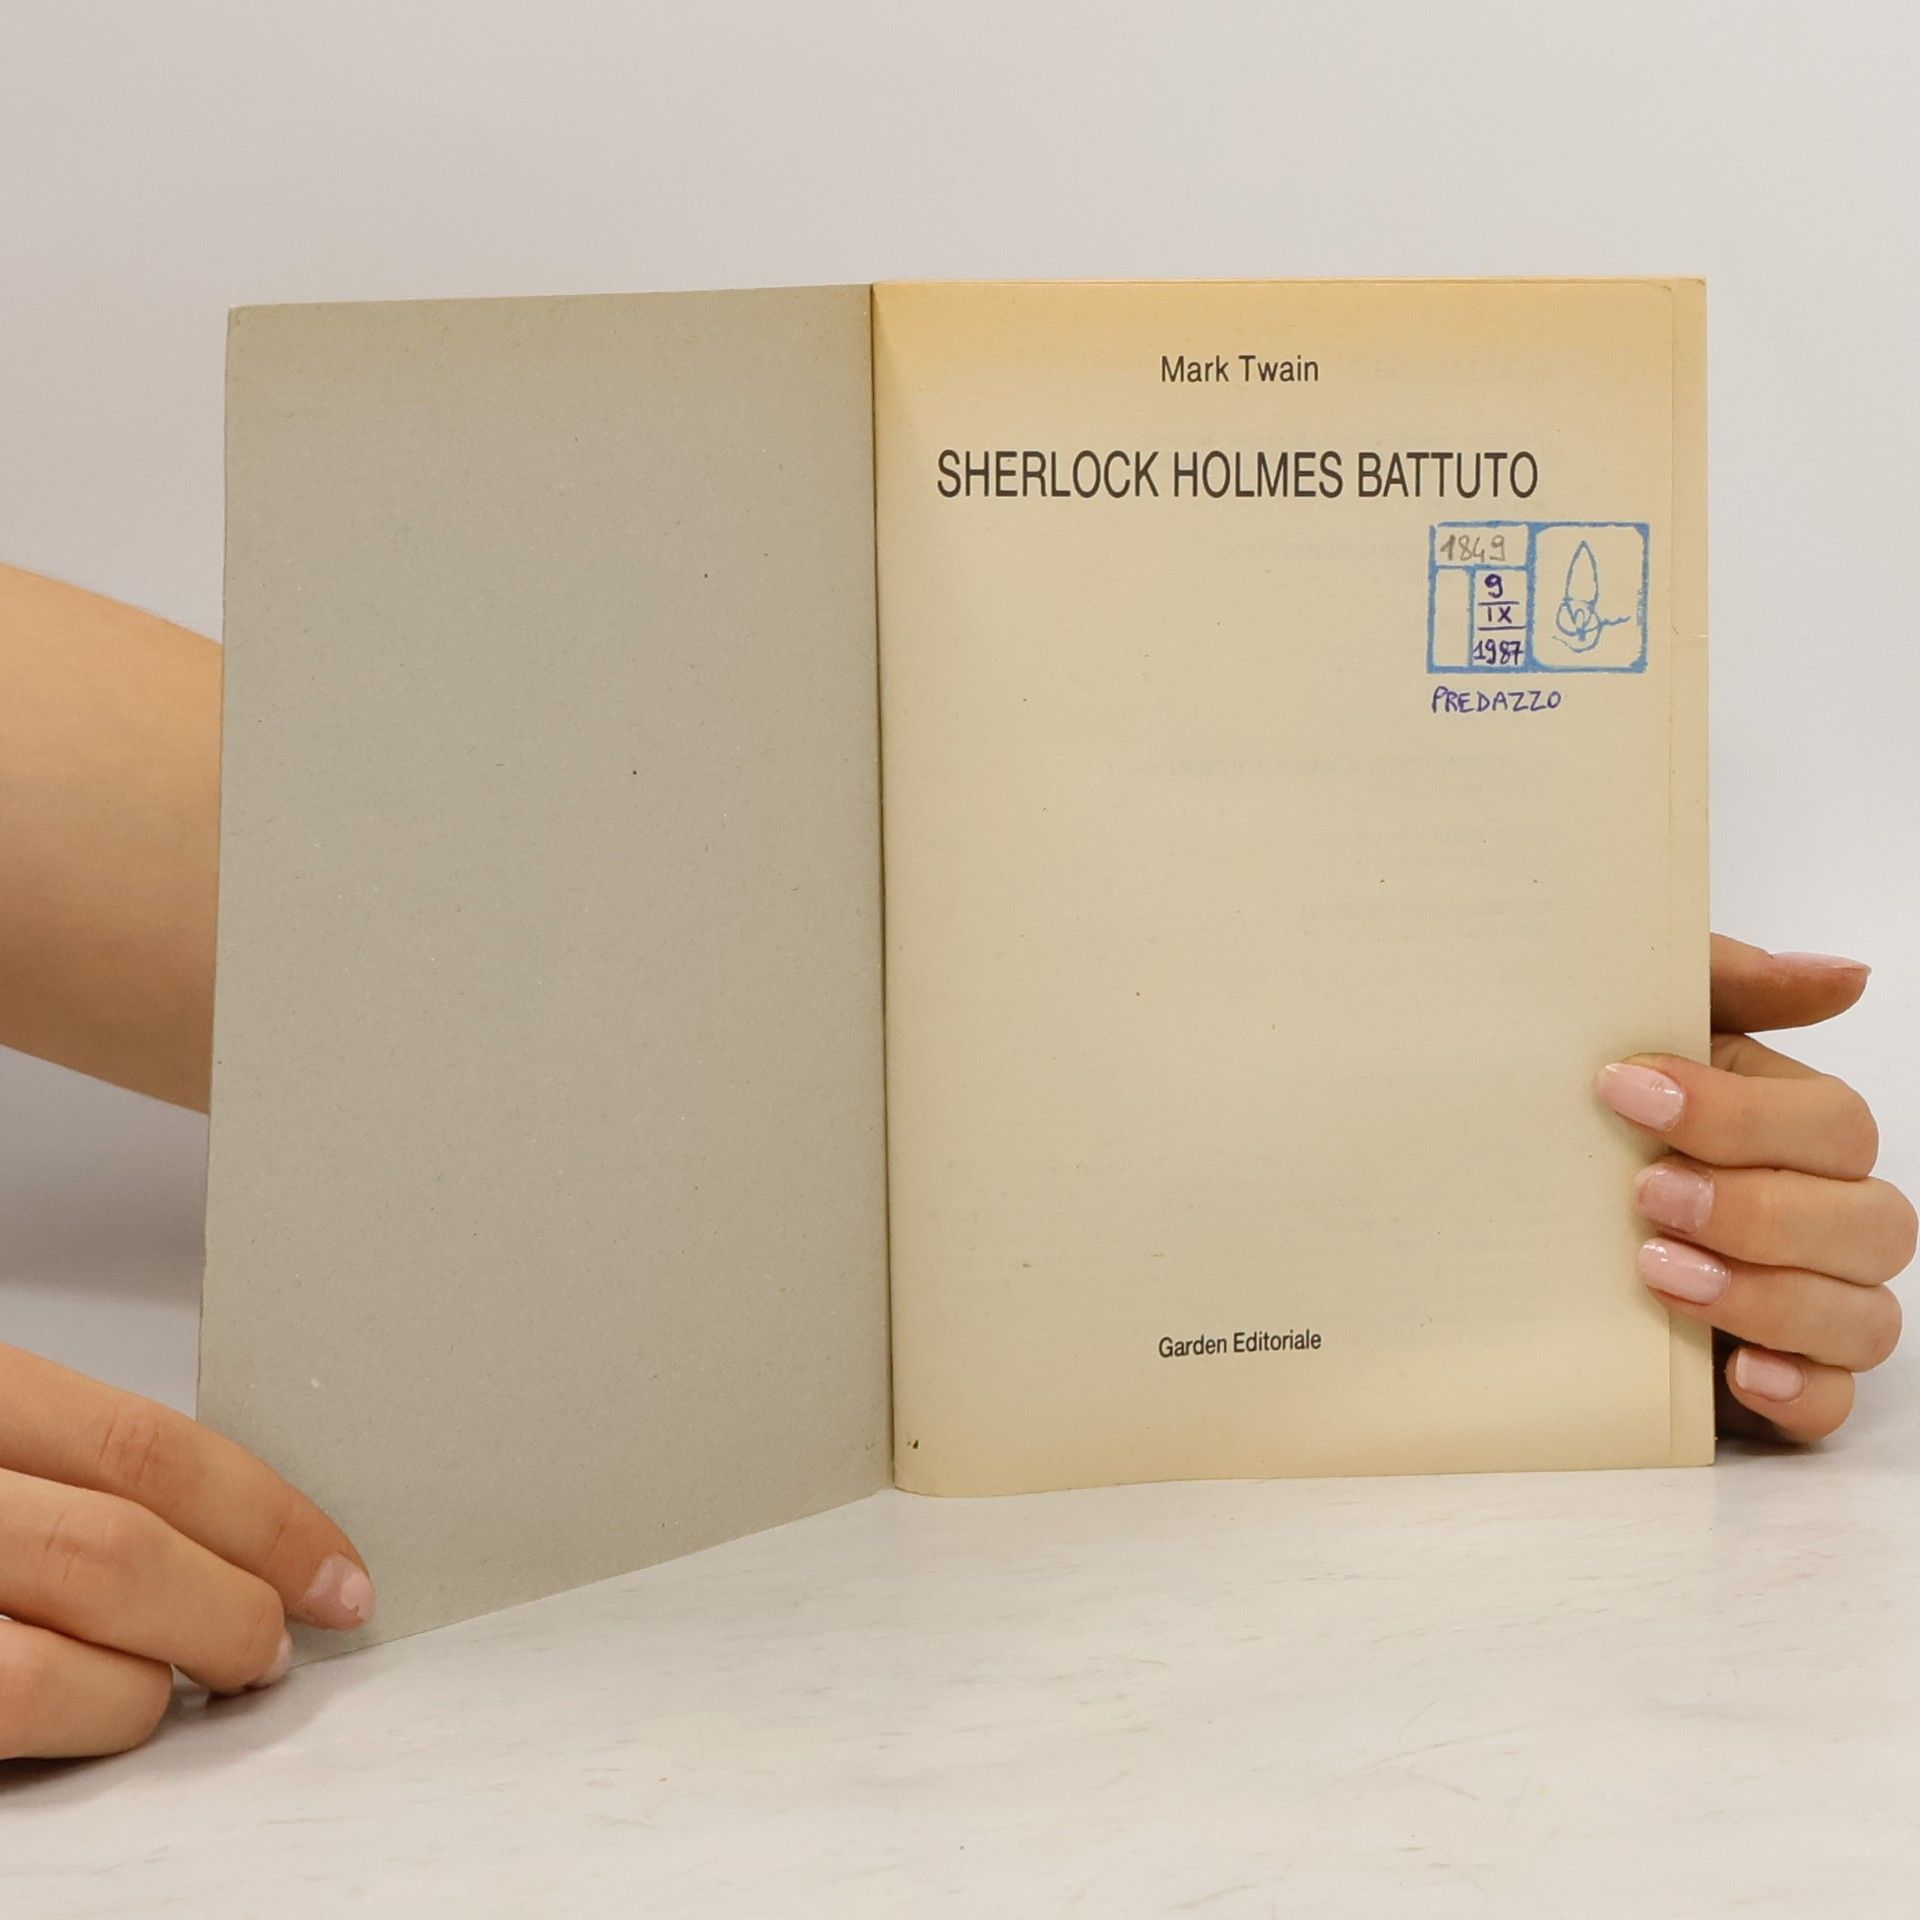 Mark Twain
SHERLOCK HOLMES BATTUTO
1849
9
IX
1987
PREDAZZO
Garden Editoriale